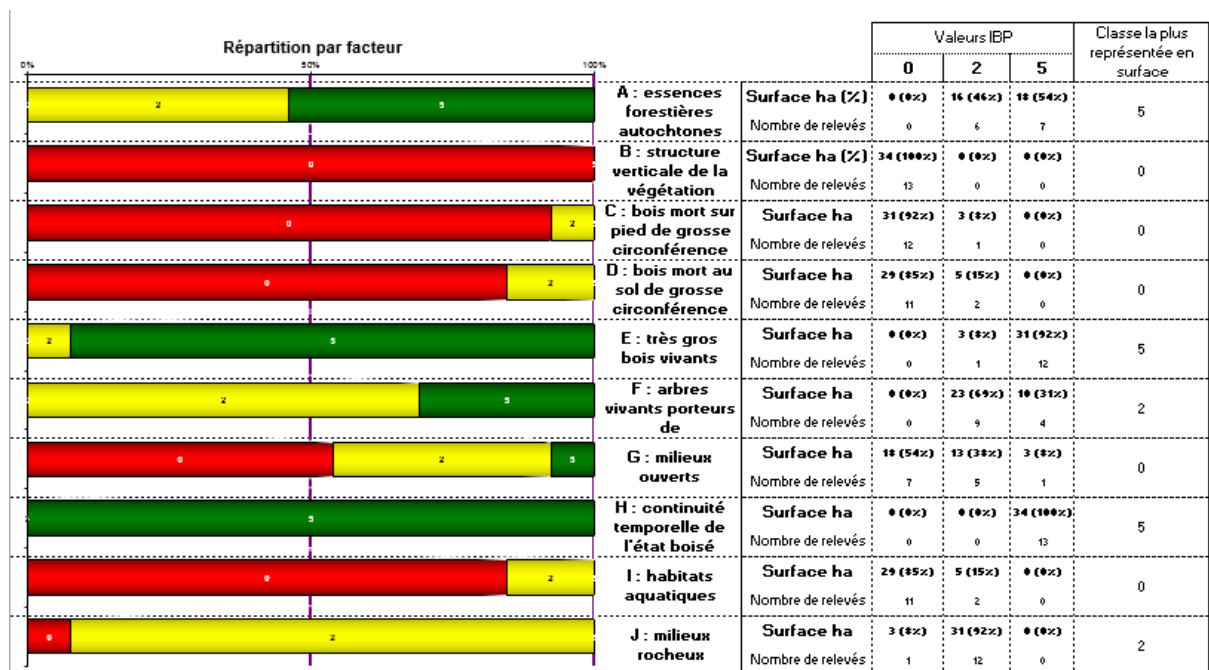 Répartition par facteur
0% 50% 100%
Valeurs IBP
0 2 5
Classe la plus
représentée en
surface
2 5
A : essences
forestières
autochtones
Surface ha (%) 0 (0%) 16 (46%) 18 (54%)
Nombre de relevés 0 6 7
5
0
B : structure
verticale de la
végétation
Surface ha (%) 34 (100%) 0 (0%) 0 (0%)
Nombre de relevés 13 0 0
0
0 2
C : bois mort sur
pied de grosse
circonférence
Surface ha 31 (92%) 3 (8%) 0 (0%)
Nombre de relevés 12 1 0
0
0 2
D : bois mort au
sol de grosse
circonférence
Surface ha 29 (85%) 5 (15%) 0 (0%)
Nombre de relevés 11 2 0
0
2 5
E : très gros
bois vivants
Surface ha 0 (0%) 3 (8%) 31 (92%)
Nombre de relevés 0 1 12
5
2 5
F : arbres
vivants porteurs
de
Surface ha 0 (0%) 23 (69%) 10 (31%)
Nombre de relevés 0 9 4
2
0 2 5
G : milieux
ouverts
Surface ha 18 (54%) 13 (38%) 3 (8%)
Nombre de relevés 7 5 1
0
5
H : continuité
temporelle de
l'état boisé
Surface ha 0 (0%) 0 (0%) 34 (100%)
Nombre de relevés 0 0 13
5
0 2
I : habitats
aquatiques
Surface ha 29 (85%) 5 (15%) 0 (0%)
Nombre de relevés 11 2 0
0
0 2
J : milieux
rocheux
Surface ha 3 (8%) 31 (92%) 0 (0%)
Nombre de relevés 1 12 0
2